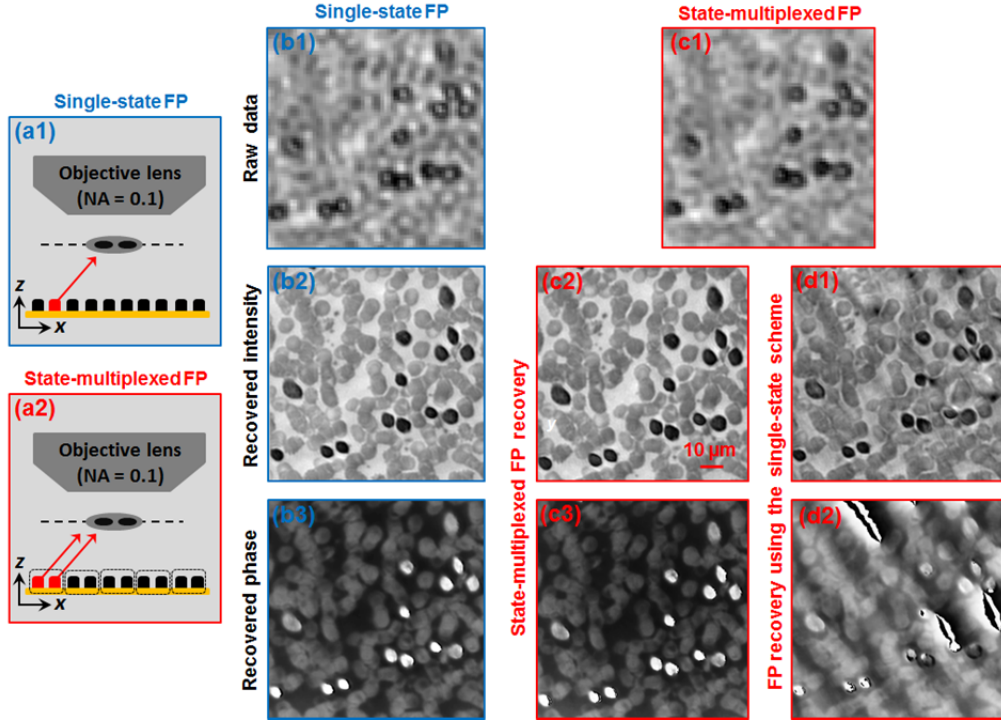 Single-state FP
State-multiplexed FP
(b1)
(c1)
Raw data
Single-state FP
(a1)
Objective lens
(NA = 0.1)
z
x
(b2)
Recovered intensity
(c2)
y
10 μm
(d1)
State-multiplexed FP
(a2)
Objective lens
(NA = 0.1)
z
x
(b3)
Recovered phase
State-multiplexed FP recovery
(c3)
FP recovery using the single-state scheme
(d2)